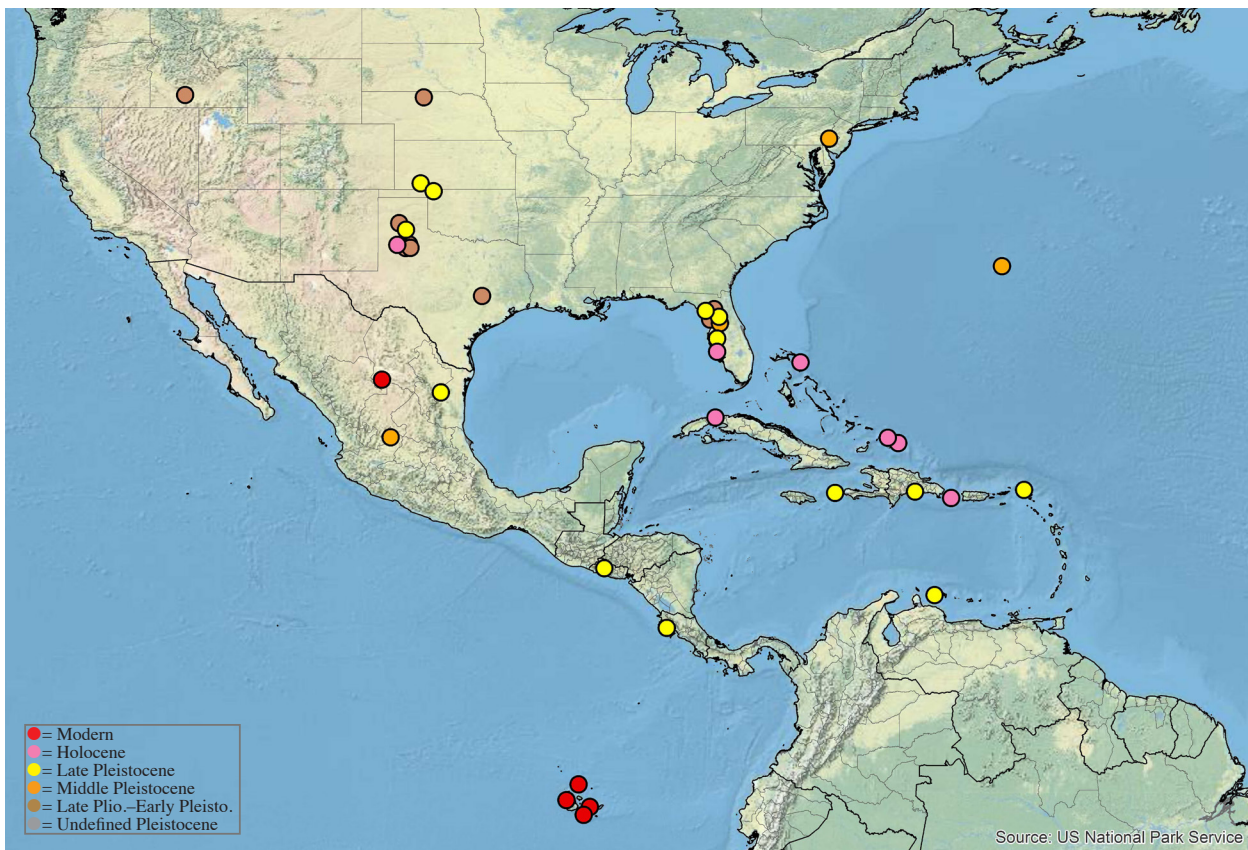 = Modern
= Holocene
= Late Pleistocene
= Middle Pleistocene
= Late Plio.–Early Pleisto.
= Undefined Pleistocene
Source: US National Park Service